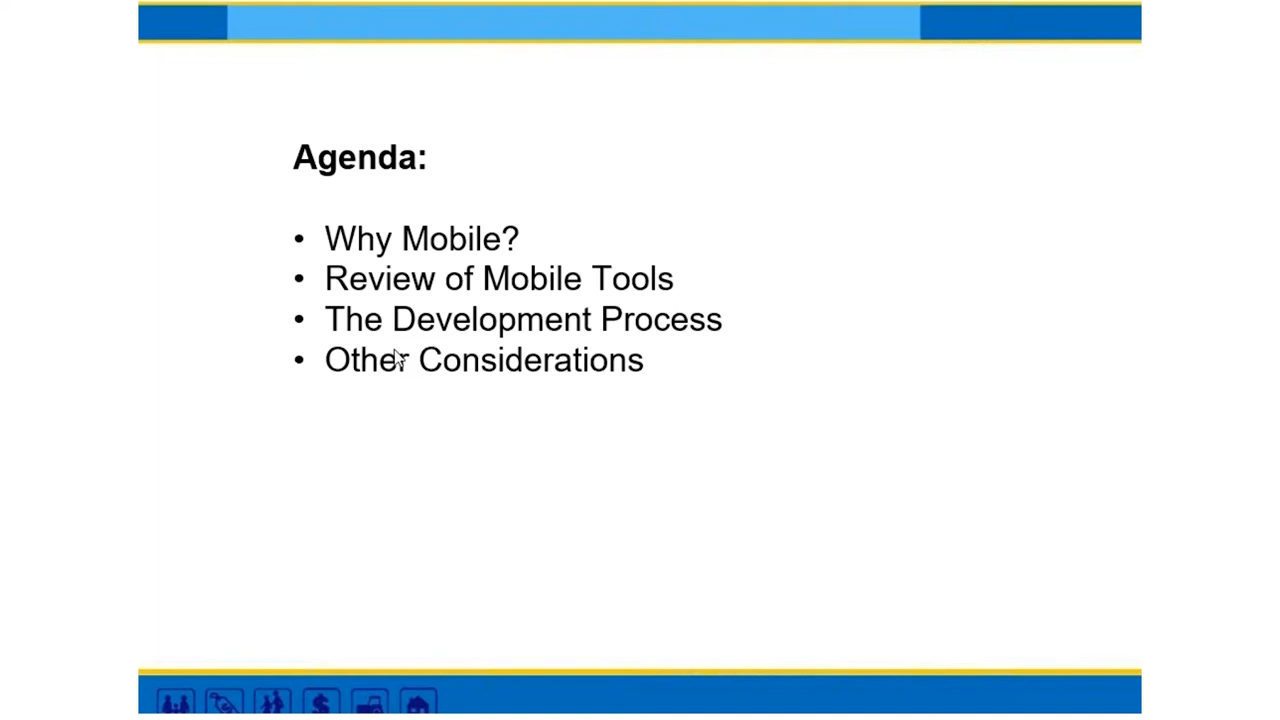 Agenda:
• Why Mobile?
• Review of Mobile Tools
• The Development Process
• Other Considerations